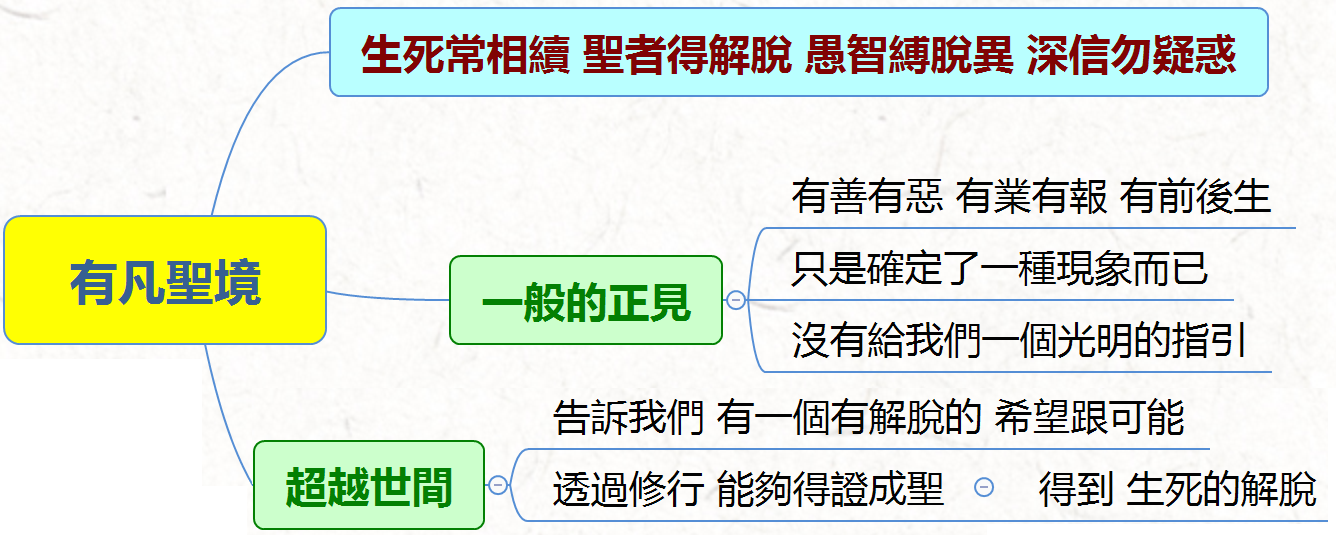 生死常相續 聖者得解脫 愚智縛脫異 深信勿疑惑
有凡聖境
一般的正見
有善有惡 有業有報 有前後生
只是確定了一種現象而已
沒有給我們一個光明的指引
超越世間
告訴我們 有一個有解脫的 希望跟可能
透過修行 能夠得證成聖
得到 生死的解脫